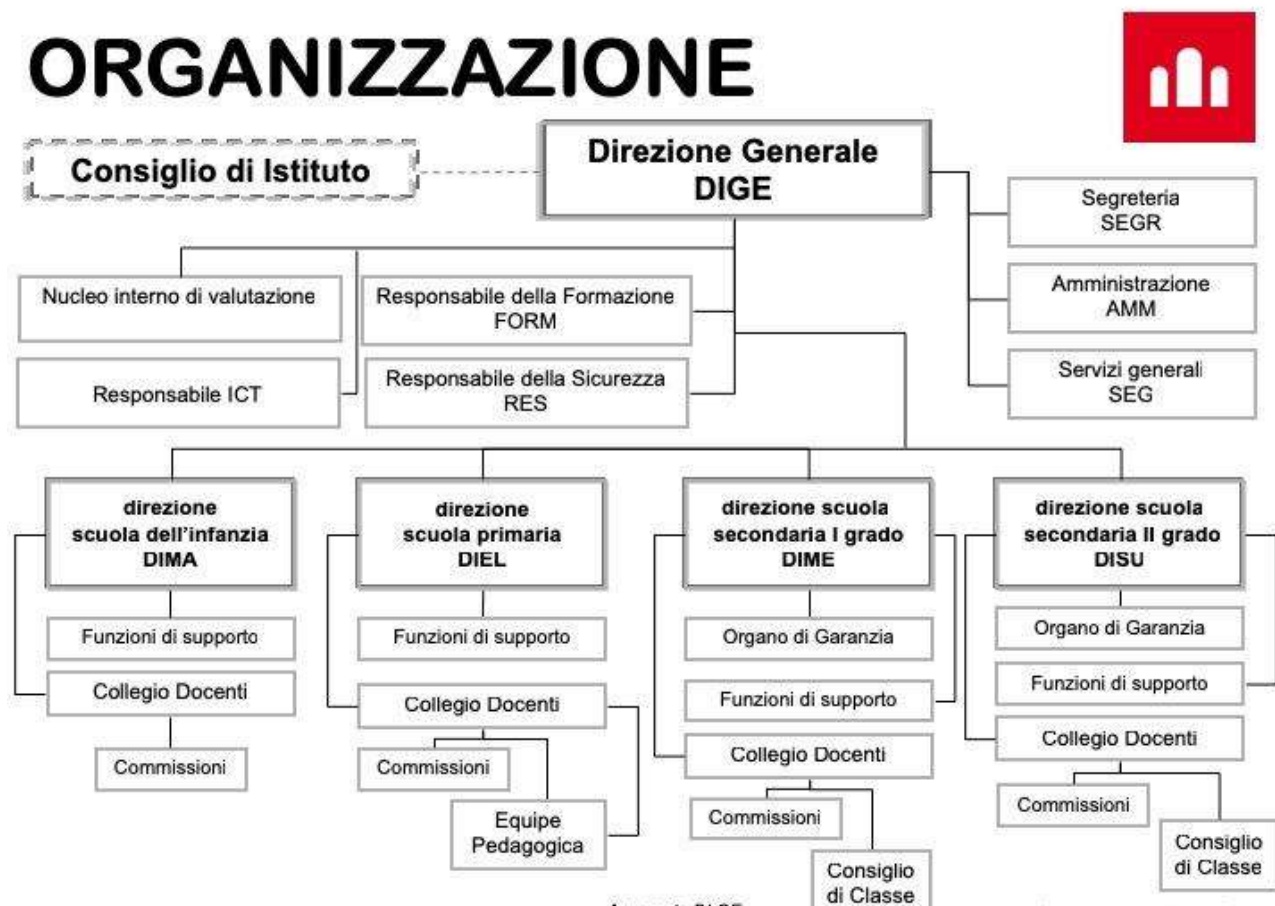 ORGANIZZAZIONE
Consiglio di Istituto
Direzione Generale
DIGE
Segreteria
SEGR
Amministrazione
AMM
Servizi generali
SEG
Nucleo interno di valutazione
Responsabile della Formazione
FORM
Responsabile ICT
Responsabile della Sicurezza
RES
direzione
scuola dell'infanzia
DIMA
Funzioni di supporto
Collegio Docenti
Commissioni
direzione
scuola primaria
DIEL
Funzioni di supporto
Collegio Docenti
Commissioni
Equipe
Pedagogica
direzione scuola
secondaria I grado
DIME
Organo di Garanzia
Funzioni di supporto
Collegio Docenti
Commissioni
Consiglio
di Classe
direzione scuola
secondaria II grado
DISU
Organo di Garanzia
Funzioni di supporto
Collegio Docenti
Commissioni
Consiglio
di Classe